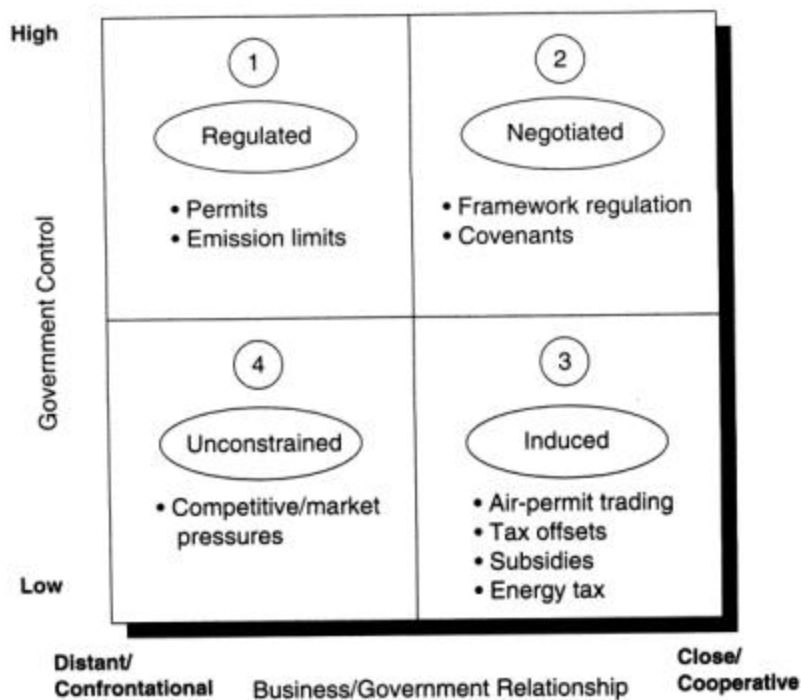 High
1
Regulated
• Permits
• Emission limits
2
Negotiated
• Framework regulation
• Covenants
Government Control
4
Unconstrained
• Competitive/market
pressures
3
Induced
• Air-permit trading
• Tax offsets
• Subsidies
• Energy tax
Low
Distant/
Confrontational
Business/Government Relationship
Close/
Cooperative